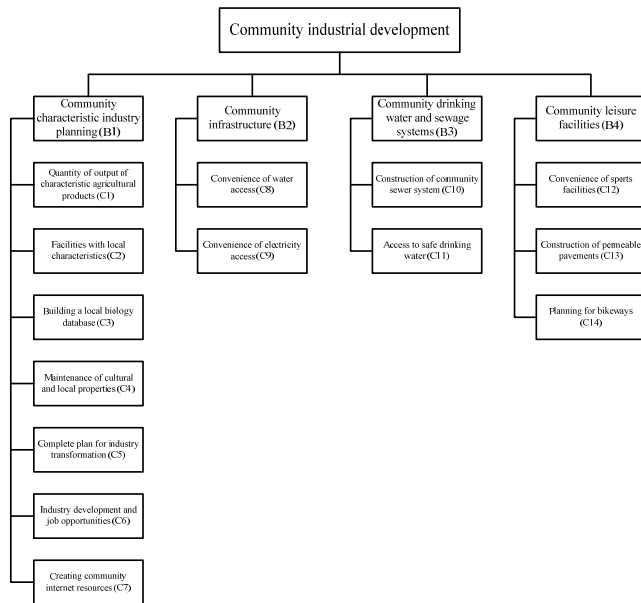 Community industrial development
Community
characteristic industry
planning (B1)
Quantity of output of
characteristic agricultural
products (C1)
Facilities with local
characteristics (C2)
Building a local biology
database (C3)
Maintenance of cultural
and local properties (C4)
Complete plan for industry
transformation (C5)
Industry development and
job opportunities (C6)
Creating community
internet resources (C7)
Community
infrastructure (B2)
Convenience of water
access (C8)
Convenience of electricity
access (C9)
Community drinking
water and sewage
systems (B3)
Construction of community
sewer system (C10)
Access to safe drinking
water (C11)
Community leisure
facilities (B4)
Convenience of sports
facilities (C12)
Construction of permeable
pavements (C13)
Planning for bikeways
(C14)